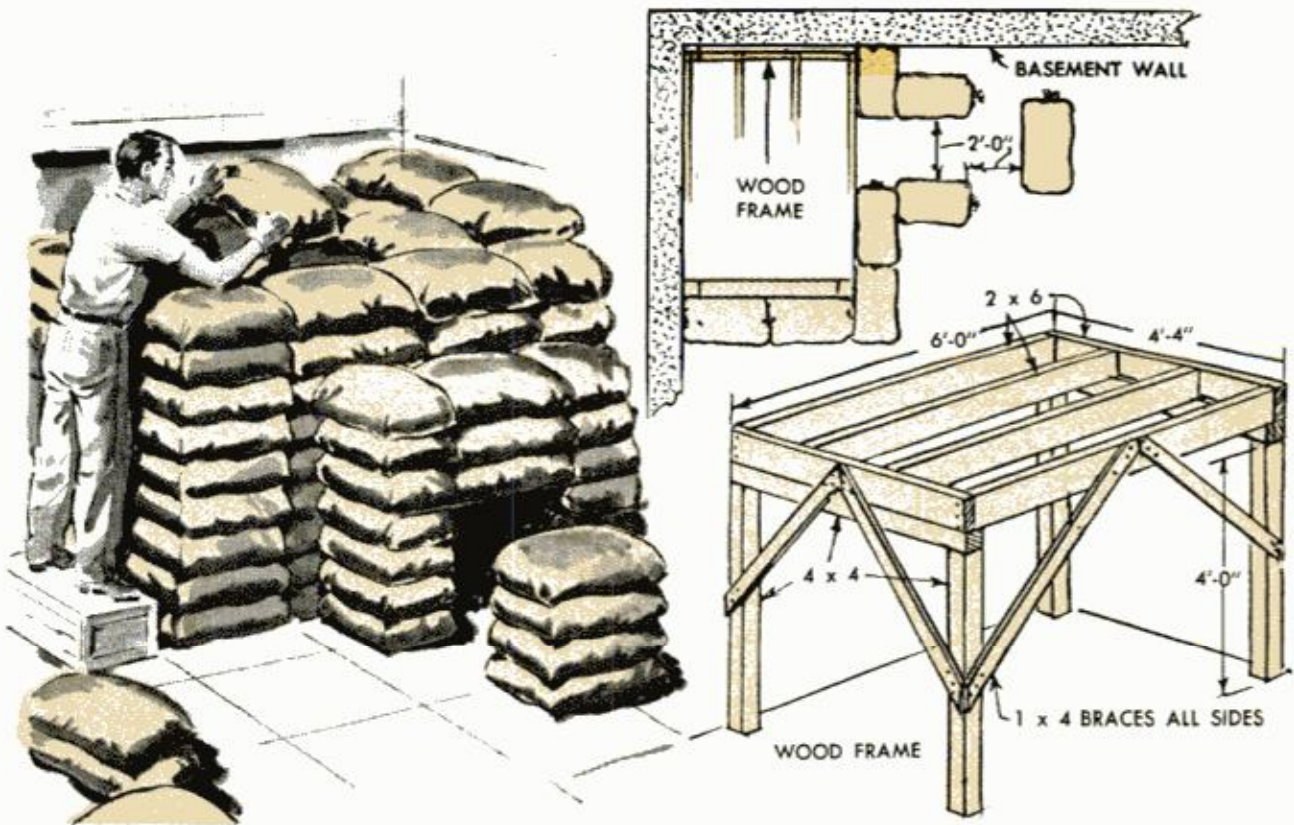 BASEMENT WALL
2'-0"
WOOD
FRAME
2 x 6
6'-0"
4'-4"
4 x 4
4'-0"
1 x 4 BRACES ALL SIDES
WOOD FRAME